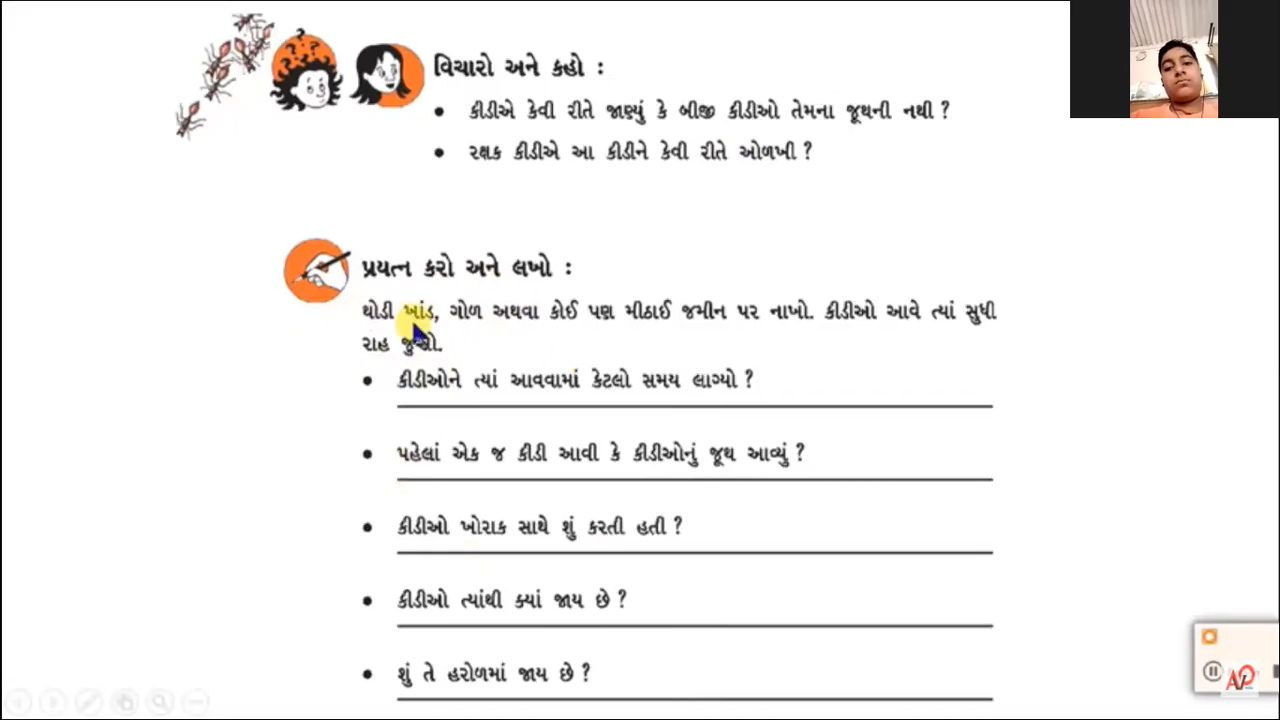 વિચારો અને કહો :
• કીડીએ કેવી રીતે જાણ્યું કે બીજી કીડીઓ તેમના જૂથની નથી ?
• રક્ષક કીડીએ આ કીડીને કેવી રીતે ઓળખી ?
પ્રયત્ન કરો અને લખો :
થોડી ખાંડ, ગોળ અથવા કોઈ પણ મીઠાઈ જમીન પર નાખો. કીડીઓ આવે ત્યાં સુધી
રાહ જુઓ.
• કીડીઓને ત્યાં આવવામાં કેટલો સમય લાગ્યો ?
• પહેલાં એક જ કીડી આવી કે કીડીઓનું જૂથ આવ્યું ?
• કીડીઓ ખોરાક સાથે શું કરતી હતી ?
• કીડીઓ ત્યાંથી ક્યાં જાય છે ?
• શું તે હરોળમાં જાય છે ?